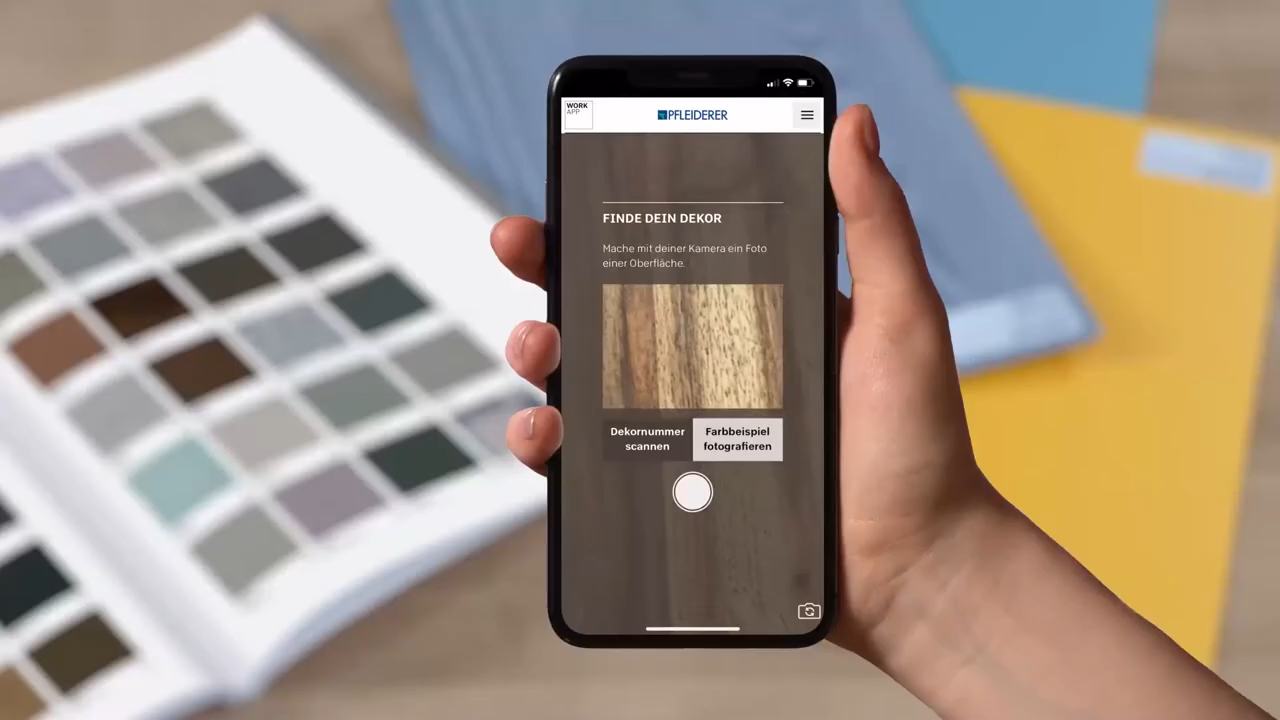 WORK
APP
PFLEIDERER
FINDE DEIN DEKOR
Mache mit deiner Kamera ein Foto
einer Oberfläche.
Dekornummer
scannen
Farbbeispiel
fotografieren